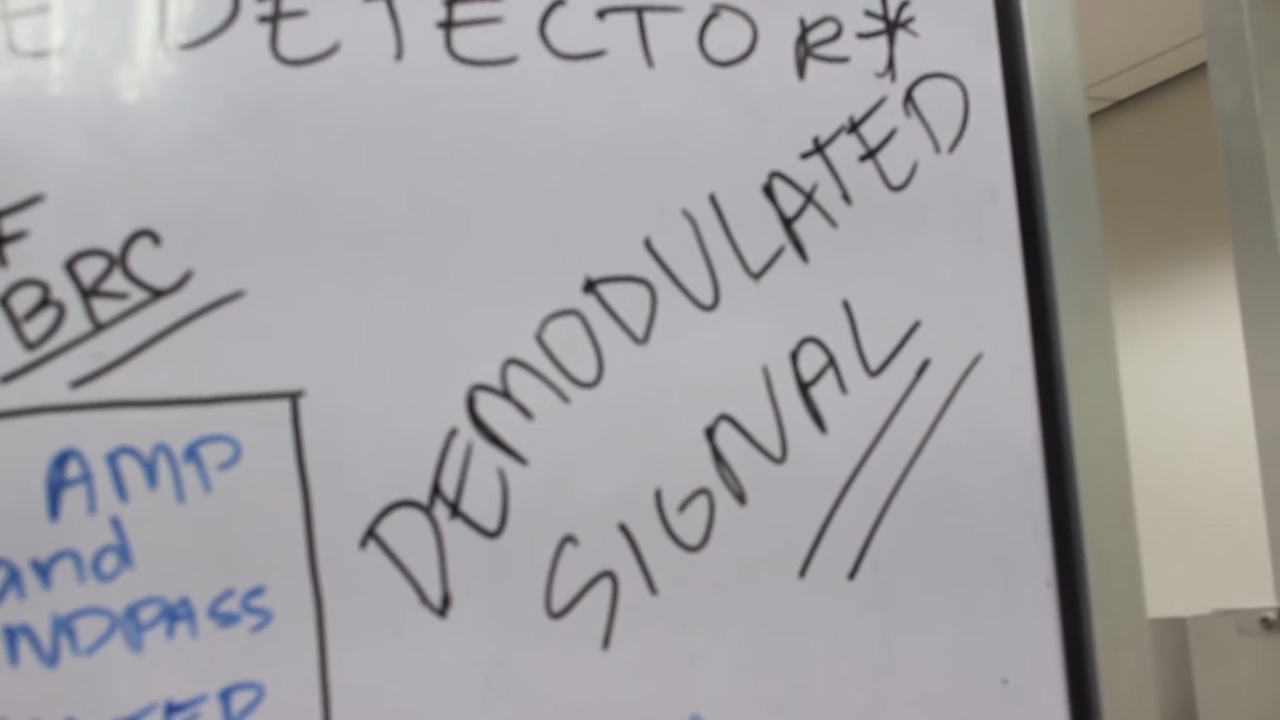 DETECTOR*
BRC
DEMODULATED
SIGNAL
AMP
and
NDPASS